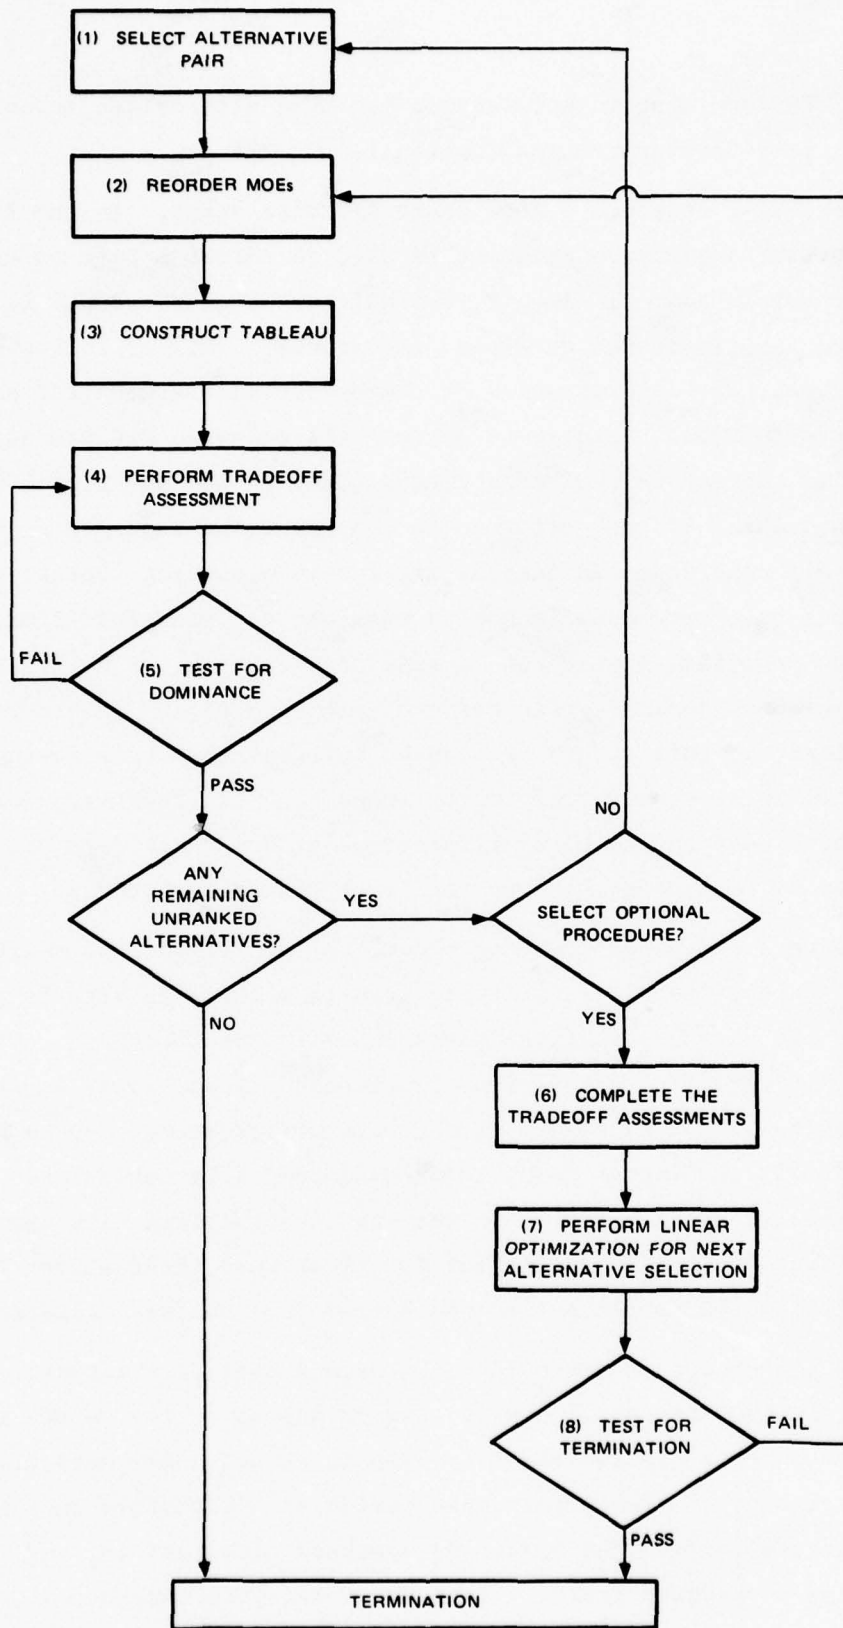 (1) SELECT ALTERNATIVE
PAIR
(2) REORDER MOEs
(3) CONSTRUCT TABLEAU
(4) PERFORM TRADEOFF
ASSESSMENT
FAIL
(5) TEST FOR
DOMINANCE
PASS
ANY
REMAINING
UNRANKED
ALTERNATIVES?
YES
NO
NO
SELECT OPTIONAL
PROCEDURE?
YES
(6) COMPLETE THE
TRADEOFF ASSESSMENTS
(7) PERFORM LINEAR
OPTIMIZATION FOR NEXT
ALTERNATIVE SELECTION
(8) TEST FOR
TERMINATION
FAIL
PASS
TERMINATION